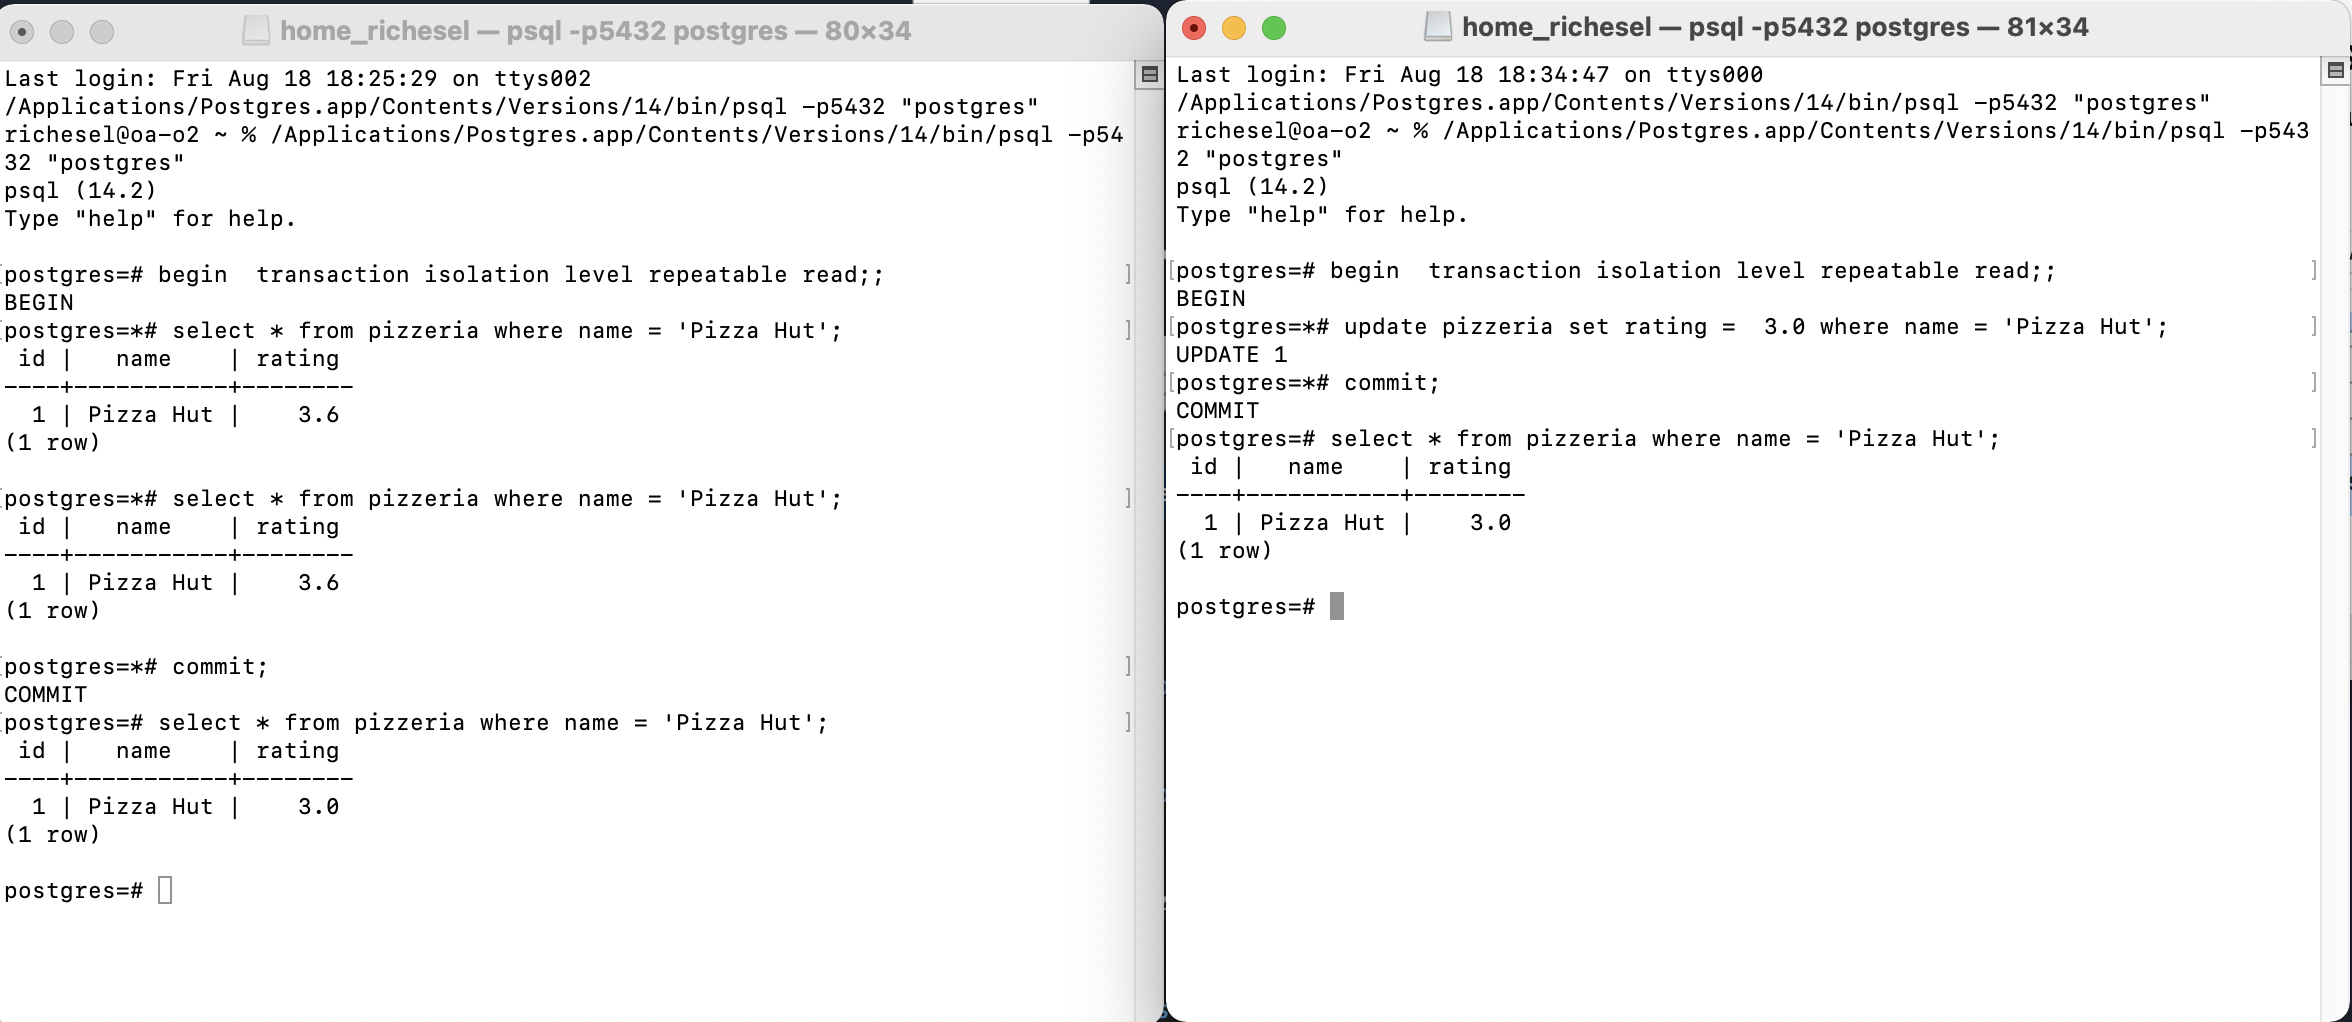 home_richesel — psql -p5432 postgres — 80×34
Last login: Fri Aug 18 18:25:29 on ttys002
/Applications/Postgres.app/Contents/Versions/14/bin/psql -p5432 "postgres"
richesel@oa-o2 ~ % /Applications/Postgres.app/Contents/Versions/14/bin/psql -p54
32 "postgres"
psql (14.2)
Type "help" for help.

[postgres=# begin  transaction isolation level repeatable read;; ]
BEGIN
[postgres=*# select * from pizzeria where name = 'Pizza Hut'; ]
 id |   name    | rating
----+-----------+--------
  1 | Pizza Hut |    3.6
(1 row)

[postgres=*# select * from pizzeria where name = 'Pizza Hut'; ]
 id |   name    | rating
----+-----------+--------
  1 | Pizza Hut |    3.6
(1 row)

[postgres=*# commit; ]
COMMIT
[postgres=# select * from pizzeria where name = 'Pizza Hut'; ]
 id |   name    | rating
----+-----------+--------
  1 | Pizza Hut |    3.0
(1 row)

postgres=#
home_richesel — psql -p5432 postgres — 81×34
Last login: Fri Aug 18 18:34:47 on ttys000
/Applications/Postgres.app/Contents/Versions/14/bin/psql -p5432 "postgres"
richesel@oa-o2 ~ % /Applications/Postgres.app/Contents/Versions/14/bin/psql -p543
2 "postgres"
psql (14.2)
Type "help" for help.

[postgres=# begin  transaction isolation level repeatable read;; ]
BEGIN
[postgres=*# update pizzeria set rating =  3.0 where name = 'Pizza Hut'; ]
UPDATE 1
[postgres=*# commit; ]
COMMIT
[postgres=# select * from pizzeria where name = 'Pizza Hut'; ]
 id |   name    | rating
----+-----------+--------
  1 | Pizza Hut |    3.0
(1 row)

postgres=#